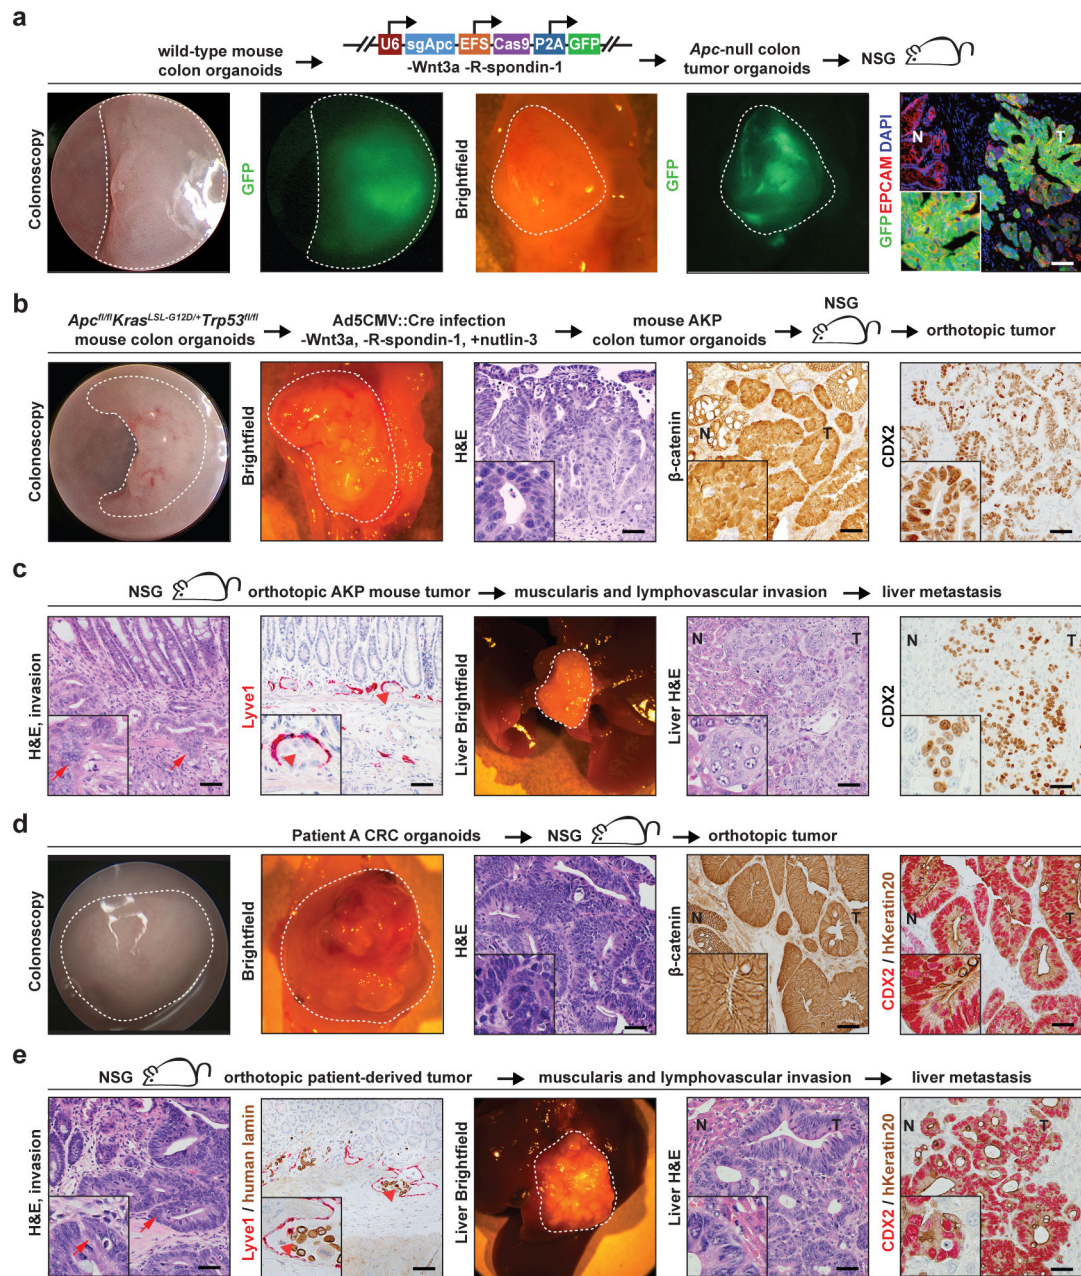 a
wild-type mouse
colon organoids
U6 sgApc EFS Cas9 P2A GFP
-Wnt3a -R-spondin-1
Apc-null colon
tumor organoids
NSG
Colonoscopy
GFP
Brightfield
GFP
GFP EPCAM DAPI
N
T
b
Apcfl/flKrasLSL-G12D/+Trp53fl/fl
mouse colon organoids
Ad5CMV::Cre infection
-Wnt3a, -R-spondin-1, +nutlin-3
mouse AKP
colon tumor organoids
NSG
orthotopic tumor
Colonoscopy
Brightfield
H&E
β-catenin
N
T
CDX2
c
NSG
orthotopic AKP mouse tumor
muscularis and lymphovascular invasion
liver metastasis
H&E, invasion
Lyve1
Liver Brightfield
Liver H&E
N
T
CDX2
N
T
d
Patient A CRC organoids
NSG
orthotopic tumor
Colonoscopy
Brightfield
H&E
β-catenin
N
T
CDX2 / hKeratin20
N
T
e
NSG
orthotopic patient-derived tumor
muscularis and lymphovascular invasion
liver metastasis
H&E, invasion
Lyve1 / human lamin
Liver Brightfield
Liver H&E
N
T
CDX2 / hKeratin20
N
T